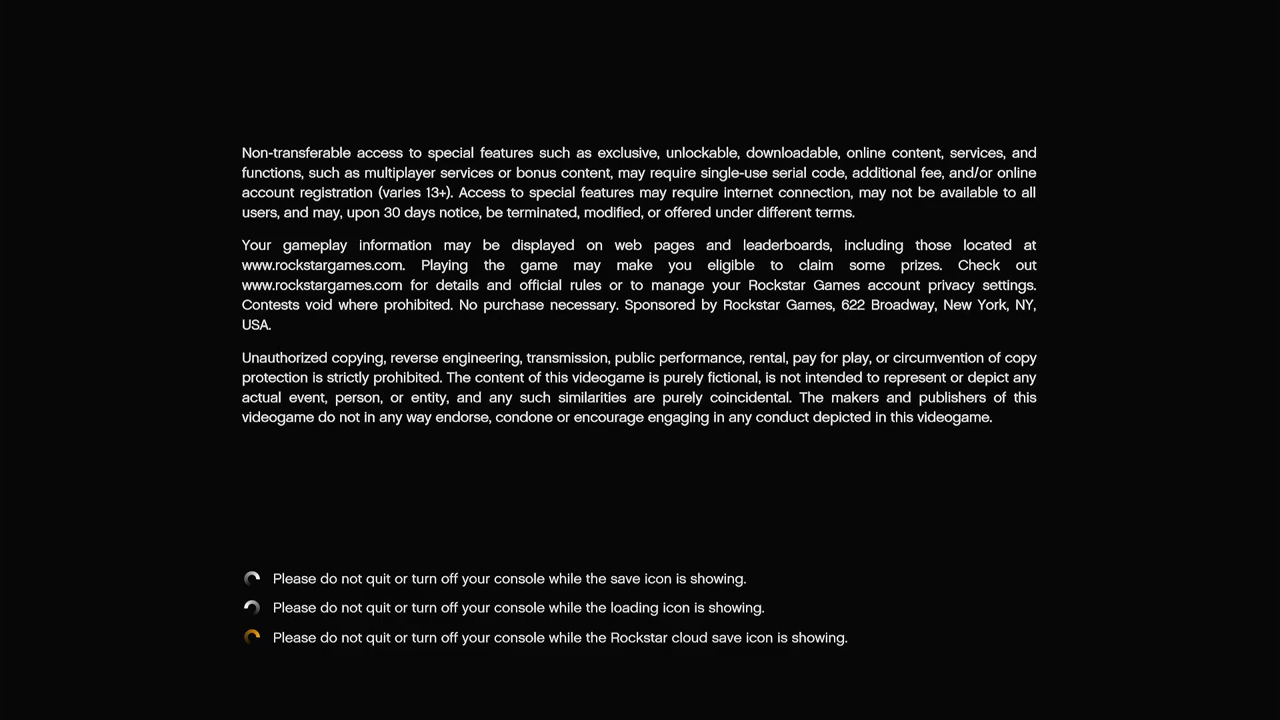 Non-transferable access to special features such as exclusive, unlockable, downloadable, online content, services, and
functions, such as multiplayer services or bonus content, may require single-use serial code, additional fee, and/or online
account registration (varies 13+). Access to special features may require internet connection, may not be available to all
users, and may, upon 30 days notice, be terminated, modified, or offered under different terms.
Your gameplay information may be displayed on web pages and leaderboards, including those located at
www.rockstargames.com. Playing the game may make you eligible to claim some prizes. Check out
www.rockstargames.com for details and official rules or to manage your Rockstar Games account privacy settings.
Contests void where prohibited. No purchase necessary. Sponsored by Rockstar Games, 622 Broadway, New York, NY,
USA.
Unauthorized copying, reverse engineering, transmission, public performance, rental, pay for play, or circumvention of copy
protection is strictly prohibited. The content of this videogame is purely fictional, is not intended to represent or depict any
actual event, person, or entity, and any such similarities are purely coincidental. The makers and publishers of this
videogame do not in any way endorse, condone or encourage engaging in any conduct depicted in this videogame.
Please do not quit or turn off your console while the save icon is showing.
Please do not quit or turn off your console while the loading icon is showing.
Please do not quit or turn off your console while the Rockstar cloud save icon is showing.